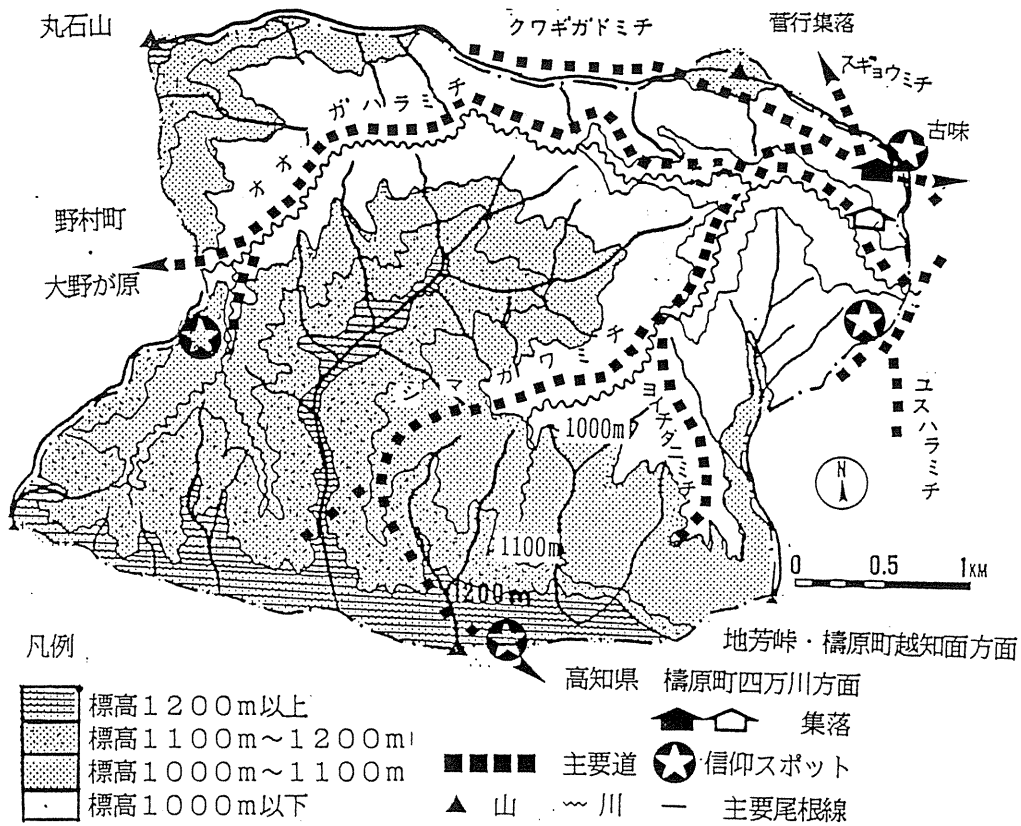 丸石山
クワギガドミチ
菅行集落
スギョウミチ
古味
オオガハラミチ
野村町
大野が原
シマガワミチ
ヨイチダニミチ
1000m
ユスハラミチ
N
1100m
1200m
0 0.5 1KM
地芳峠・檮原町越知面方面
高知県 檮原町四万川方面
凡例
標高1200m以上
標高1100m~1200m
標高1000m~1100m
標高1000m以下
集落
主要道
信仰スポット
山
川
主要尾根線